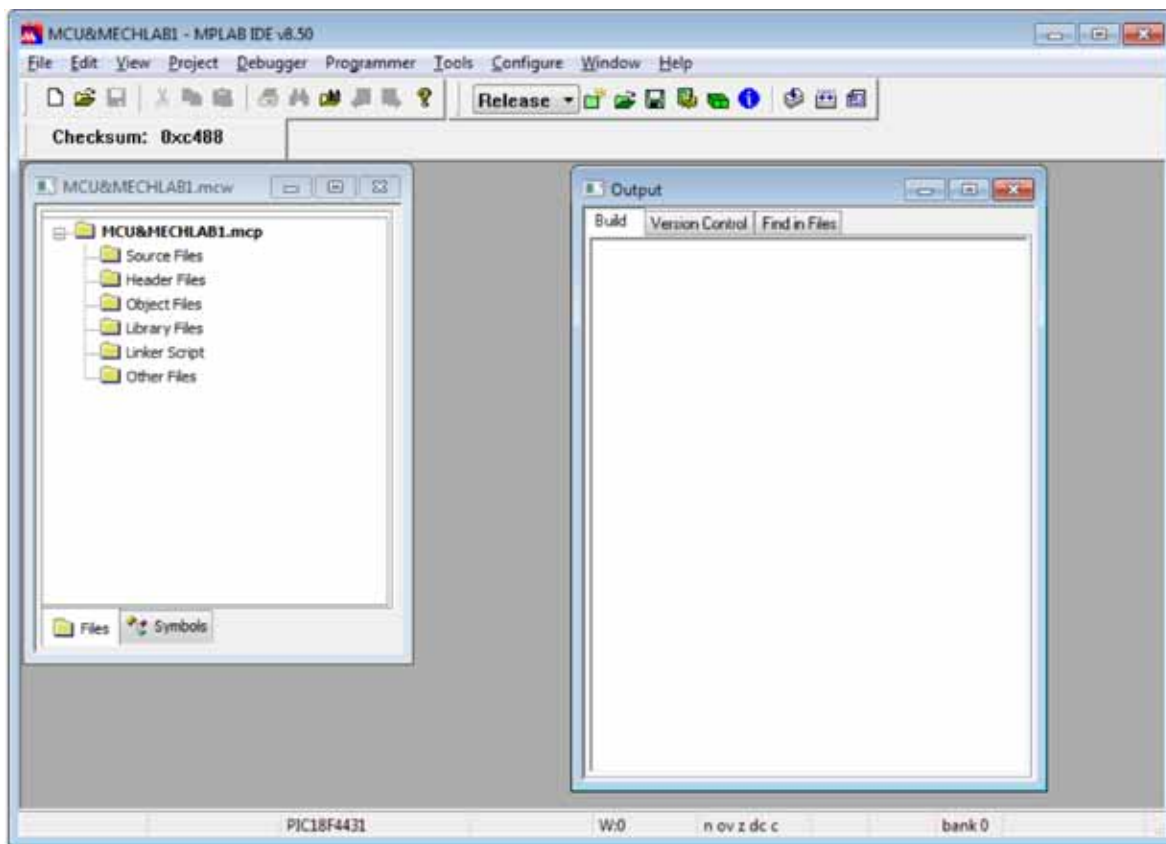 MCU&MECHLAB1 - MPLAB IDE v8.50
File Edit View Project Debugger Programmer Tools Configure Window Help
Release
Checksum: 0xc488
MCU&MECHLAB1.mcw
MCU&MECHLAB1.mcp
Source Files
Header Files
Object Files
Library Files
Linker Script
Other Files
Files Symbols
Output
Build Version Control Find in Files
PIC18F4431 W:0 n ov z dc c bank 0